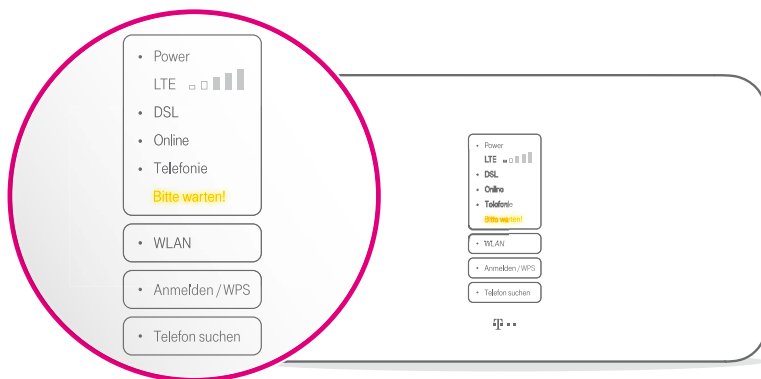 Power
LTE
DSL
Online
Telefonie
Bitte warten!
WLAN
Anmelden / WPS
Telefon suchen
Power
LTE
DSL
Online
Telefonie
Bitte warten!
WLAN
Anmelden / WPS
Telefon suchen
T